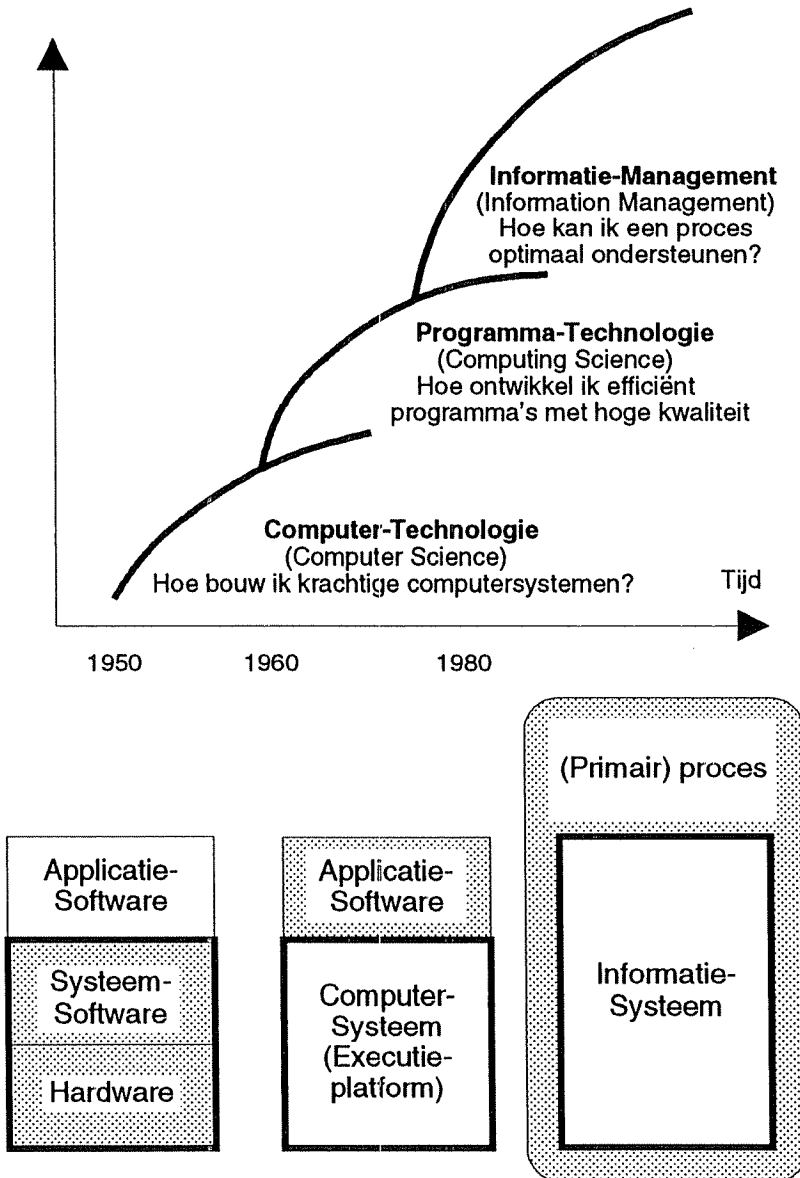 Informatie-Management
(Information Management)
Hoe kan ik een proces
optimaal ondersteunen?
Programma-Technologie
(Computing Science)
Hoe ontwikkel ik efficiënt
programma's met hoge kwaliteit
Computer-Technologie
(Computer Science)
Hoe bouw ik krachtige computersystemen?
Tijd
1950
1960
1980
Applicatie-
Software
Systeem-
Software
Hardware
Applicatie-
Software
Computer-
Systeem
(Executie-
platform)
(Primair) proces
Informatie-
Systeem